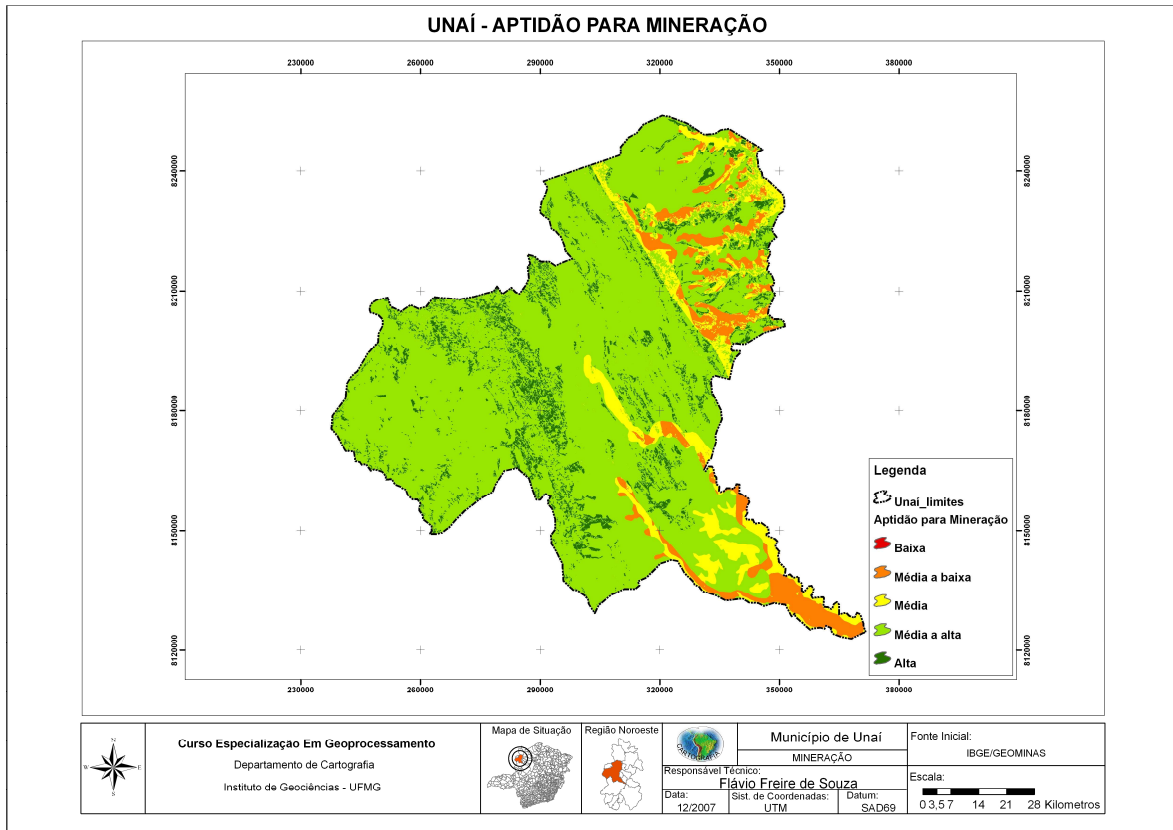 UNAÍ - APTIDÃO PARA MINERAÇÃO
230000 260000 290000 320000 350000 380000
8240000 8240000
8210000 8210000
8180000 8180000
8150000 8150000
8120000 8120000
Legenda
Unaí_limites
Aptidão para Mineração
Baixa
Média a baixa
Média
Média a alta
Alta
230000 260000 290000 320000 350000 380000
N
W E
S
Curso Especialização Em Geoprocessamento
Departamento de Cartografia
Instituto de Geociências - UFMG
Mapa de Situação
Região Noroeste
CARTOGRAFIA
Município de Unaí
MINERAÇÃO
Responsável Técnico:
Flávio Freire de Souza
Data:
12/2007
Sist. de Coordenadas:
UTM
Datum:
SAD69
Fonte Inicial:
IBGE/GEOMINAS
Escala:
0 3,5 7 14 21 28 Kilometros